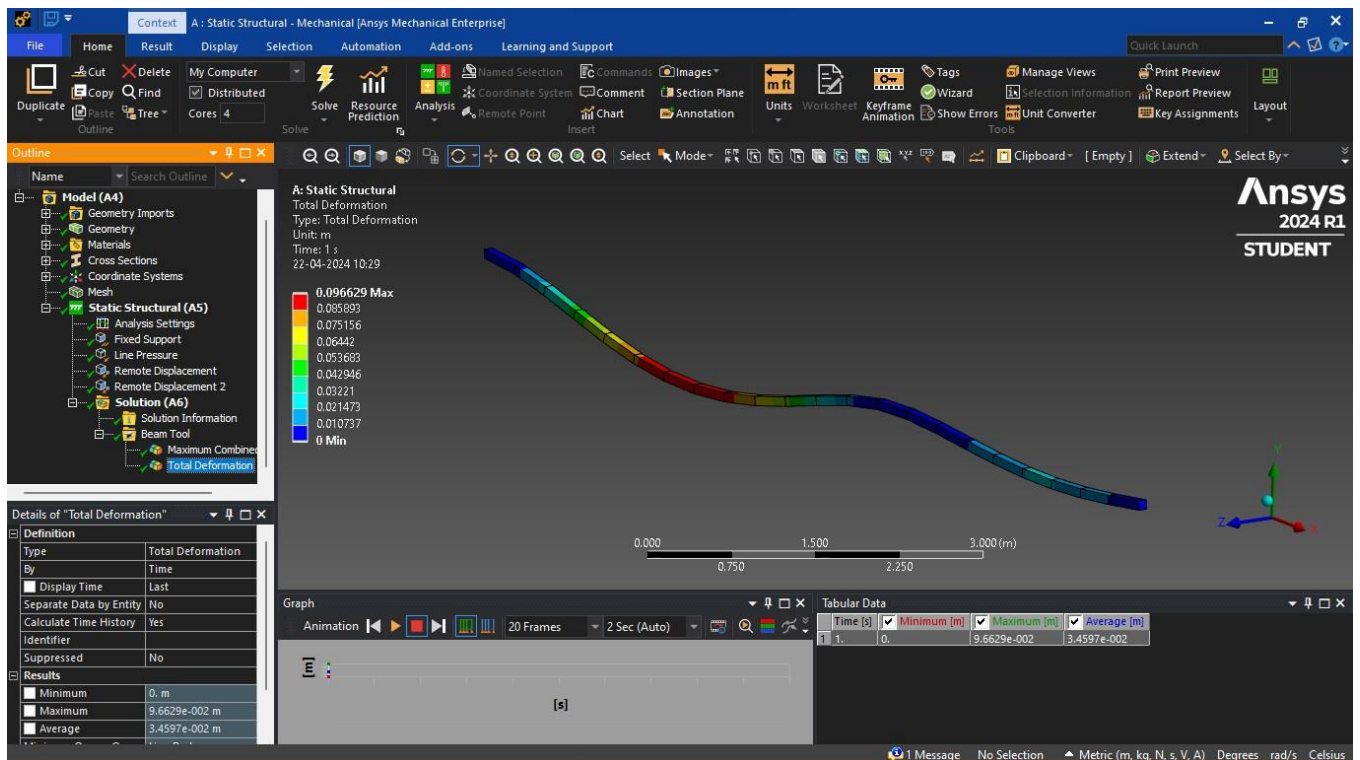 Context A : Static Structural - Mechanical [Ansys Mechanical Enterprise]
File Home Result Display Selection Automation Add-ons Learning and Support Quick Launch
Cut Delete My Computer Named Selection Commands Images Tags Manage Views Print Preview
Copy Find Distributed Coordinate System Comment Section Plane Wizard Selection Information Report Preview
Duplicate Paste Tree Cores 4 Solve Resource Prediction Analysis Remote Point Chart Annotation Units Worksheet Keyframe Animation Show Errors Unit Converter Key Assignments Layout
Outline Solve Insert Tools
Outline
Name Search Outline
Select Mode Clipboard [ Empty ] Extend Select By
Model (A4)
Geometry Imports
Geometry
Materials
Cross Sections
Coordinate Systems
Mesh
Static Structural (A5)
Analysis Settings
Fixed Support
Line Pressure
Remote Displacement
Remote Displacement 2
Solution (A6)
Solution Information
Beam Tool
Maximum Combined
Total Deformation
A: Static Structural
Total Deformation
Type: Total Deformation
Unit: m
Time: 1 s
22-04-2024 10:29
0.096629 Max
0.085893
0.075156
0.06442
0.053683
0.042946
0.03221
0.021473
0.010737
0 Min
Ansys
2024 R1
STUDENT
Y
Z X
0.000 1.500 3.000 (m)
0.750 2.250
Details of "Total Deformation"
Definition
Type Total Deformation
By Time
Display Time Last
Separate Data by Entity No
Calculate Time History Yes
Identifier
Suppressed No
Results
Minimum 0. m
Maximum 9.6629e-002 m
Average 3.4597e-002 m
Graph
Animation 20 Frames 2 Sec (Auto)
[m]
[s]
Tabular Data
Time [s] Minimum [m] Maximum [m] Average [m]
1 1. 0. 9.6629e-002 3.4597e-002
1 Message No Selection Metric (m, kg, N, s, V, A) Degrees rad/s Celsius